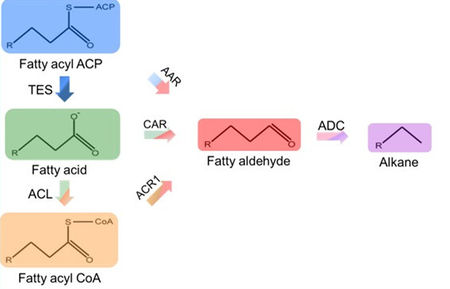 S ACP
R O
Fatty acyl ACP
TES
AAR
O-
R O
Fatty acid
CAR
R O
Fatty aldehyde
ADC
R
Alkane
ACL
ACR1
S CoA
R O
Fatty acyl CoA